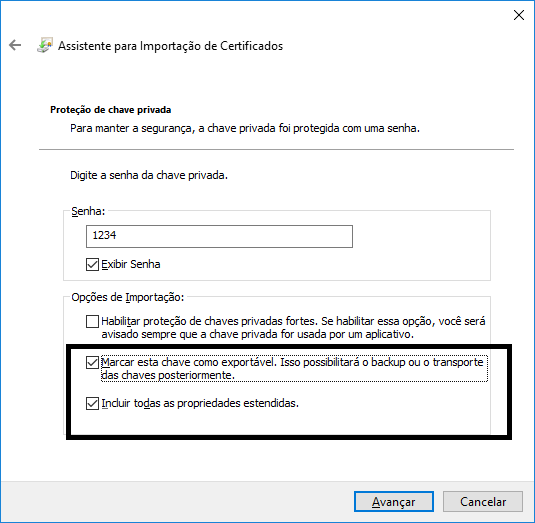 Assistente para Importação de Certificados
Proteção de chave privada
Para manter a segurança, a chave privada foi protegida com uma senha.
Digite a senha da chave privada.
Senha:
1234
Exibir Senha
Opções de Importação:
Habilitar proteção de chaves privadas fortes. Se habilitar essa opção, você será
avisado sempre que a chave privada for usada por um aplicativo.
Marcar esta chave como exportável. Isso possibilitará o backup ou o transporte
das chaves posteriormente.
Incluir todas as propriedades estendidas.
Avançar
Cancelar